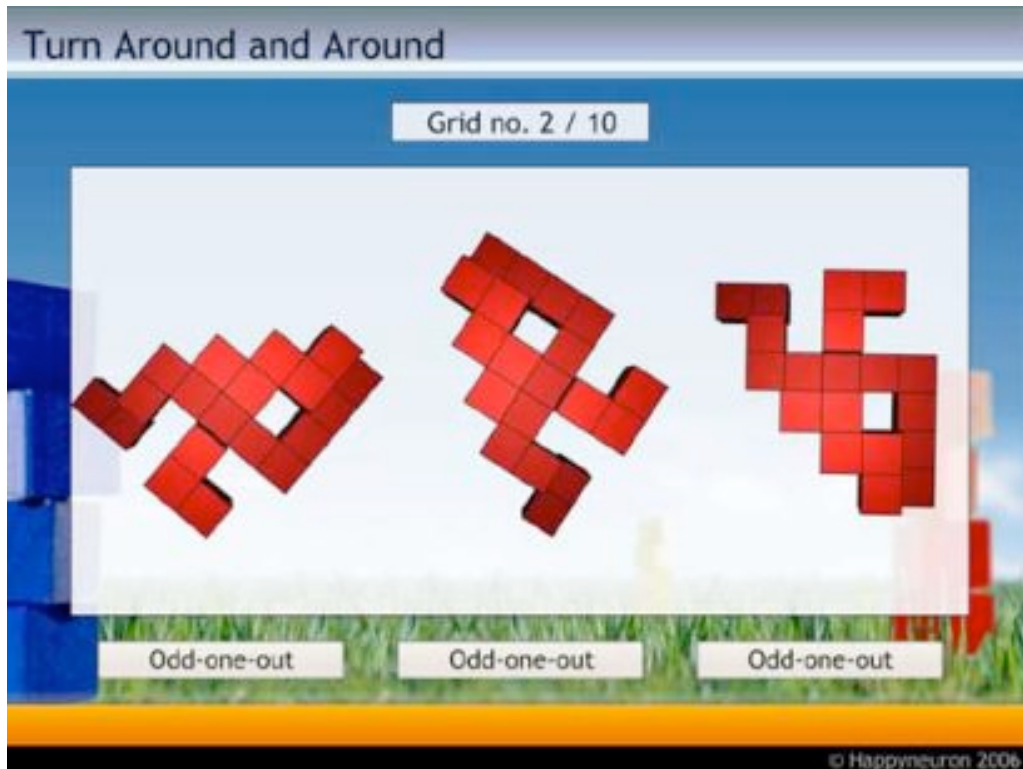 Turn Around and Around
Grid no. 2 / 10
Odd-one-out
Odd-one-out
Odd-one-out
© Happyneuron 2006